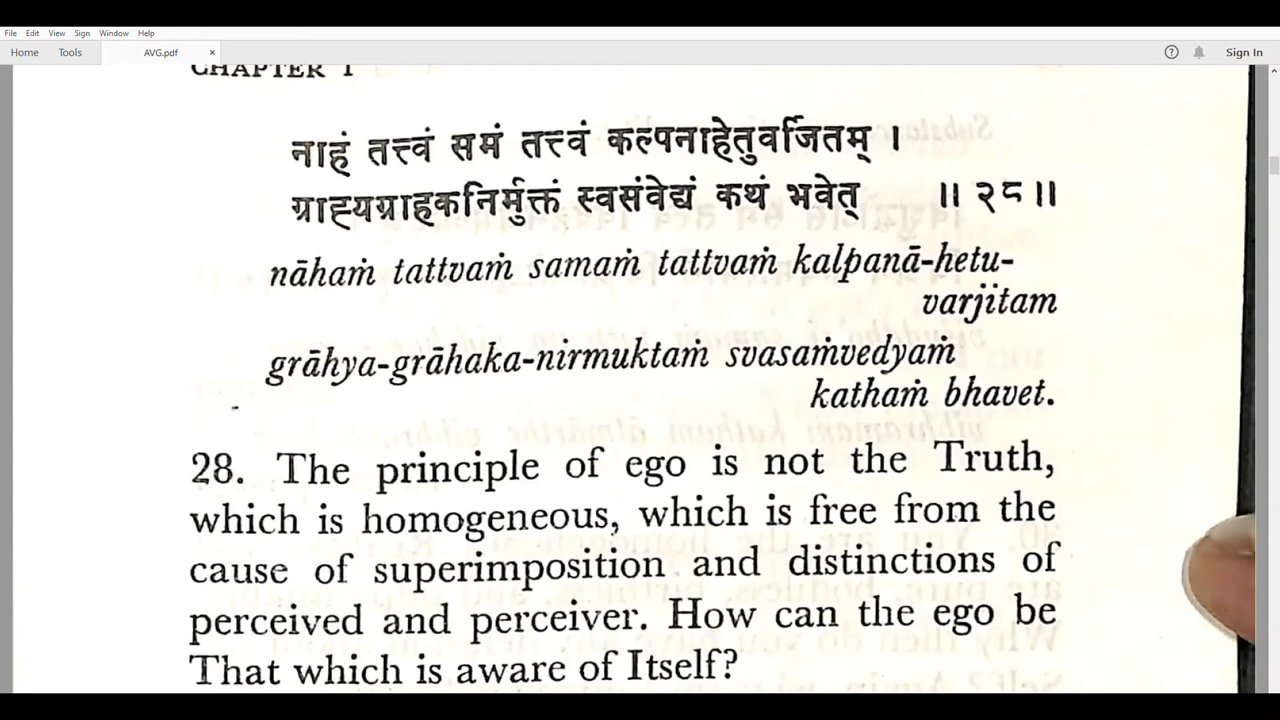 File Edit View Sign Window Help
Home Tools AVG.pdf × Sign In
CHAPTER 1
नाहं तत्त्वं समं तत्त्वं कल्पनाहेतुवर्जितम् ।
ग्राह्यग्राहकनिर्मुक्तं स्वसंवेद्यं कथं भवेत् ॥ २८ ॥
nāhaṁ tattvaṁ samaṁ tattvaṁ kalpanā-hetu-
varjitam
grāhya-grāhaka-nirmuktaṁ svasaṁvedyaṁ
kathaṁ bhavet.
28. The principle of ego is not the Truth,
which is homogeneous, which is free from the
cause of superimposition and distinctions of
perceived and perceiver. How can the ego be
That which is aware of Itself?